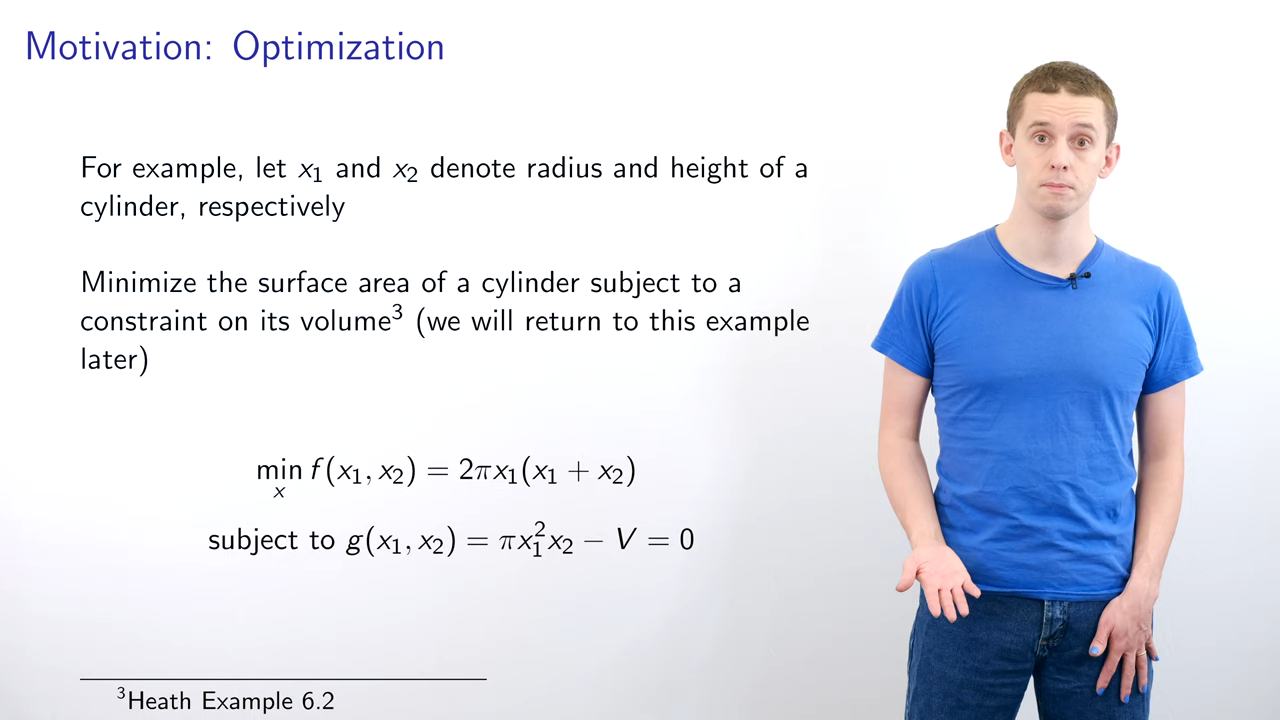 Motivation: Optimization
For example, let x₁ and x₂ denote radius and height of a
cylinder, respectively
Minimize the surface area of a cylinder subject to a
constraint on its volume³ (we will return to this example
later)
min f(x₁, x₂) = 2πx₁(x₁ + x₂)
x
subject to g(x₁, x₂) = πx₁²x₂ − V = 0
³Heath Example 6.2